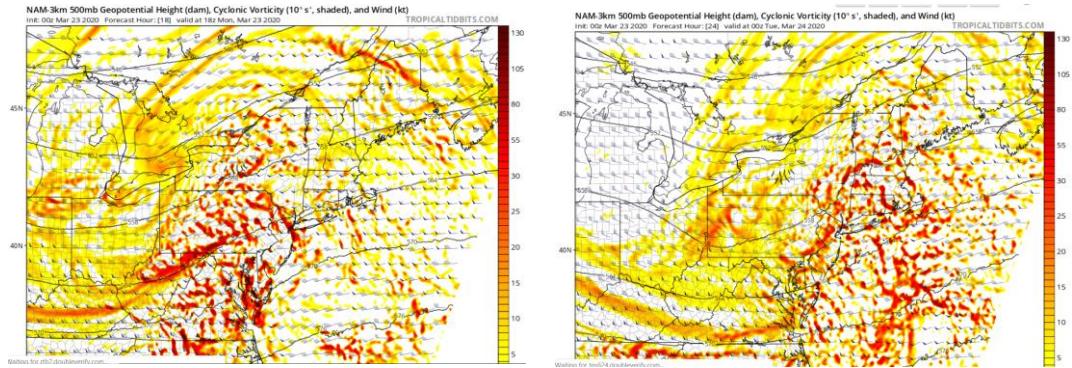 NAM-3km 500mb Geopotential Height (dam), Cyclonic Vorticity (10⁻⁵ s⁻¹, shaded), and Wind (kt)
Init: 00z Mar 23 2020 Forecast Hour: [18] valid at 18z Mon, Mar 23 2020 TROPICALTIDBITS.COM
45N
40N
130
105
80
55
30
25
20
15
10
5
NAM-3km 500mb Geopotential Height (dam), Cyclonic Vorticity (10⁻⁵ s⁻¹, shaded), and Wind (kt)
Init: 00z Mar 23 2020 Forecast Hour: [24] valid at 00z Tue, Mar 24 2020 TROPICALTIDBITS.COM
45N
40N
130
105
80
55
30
25
20
15
10
5